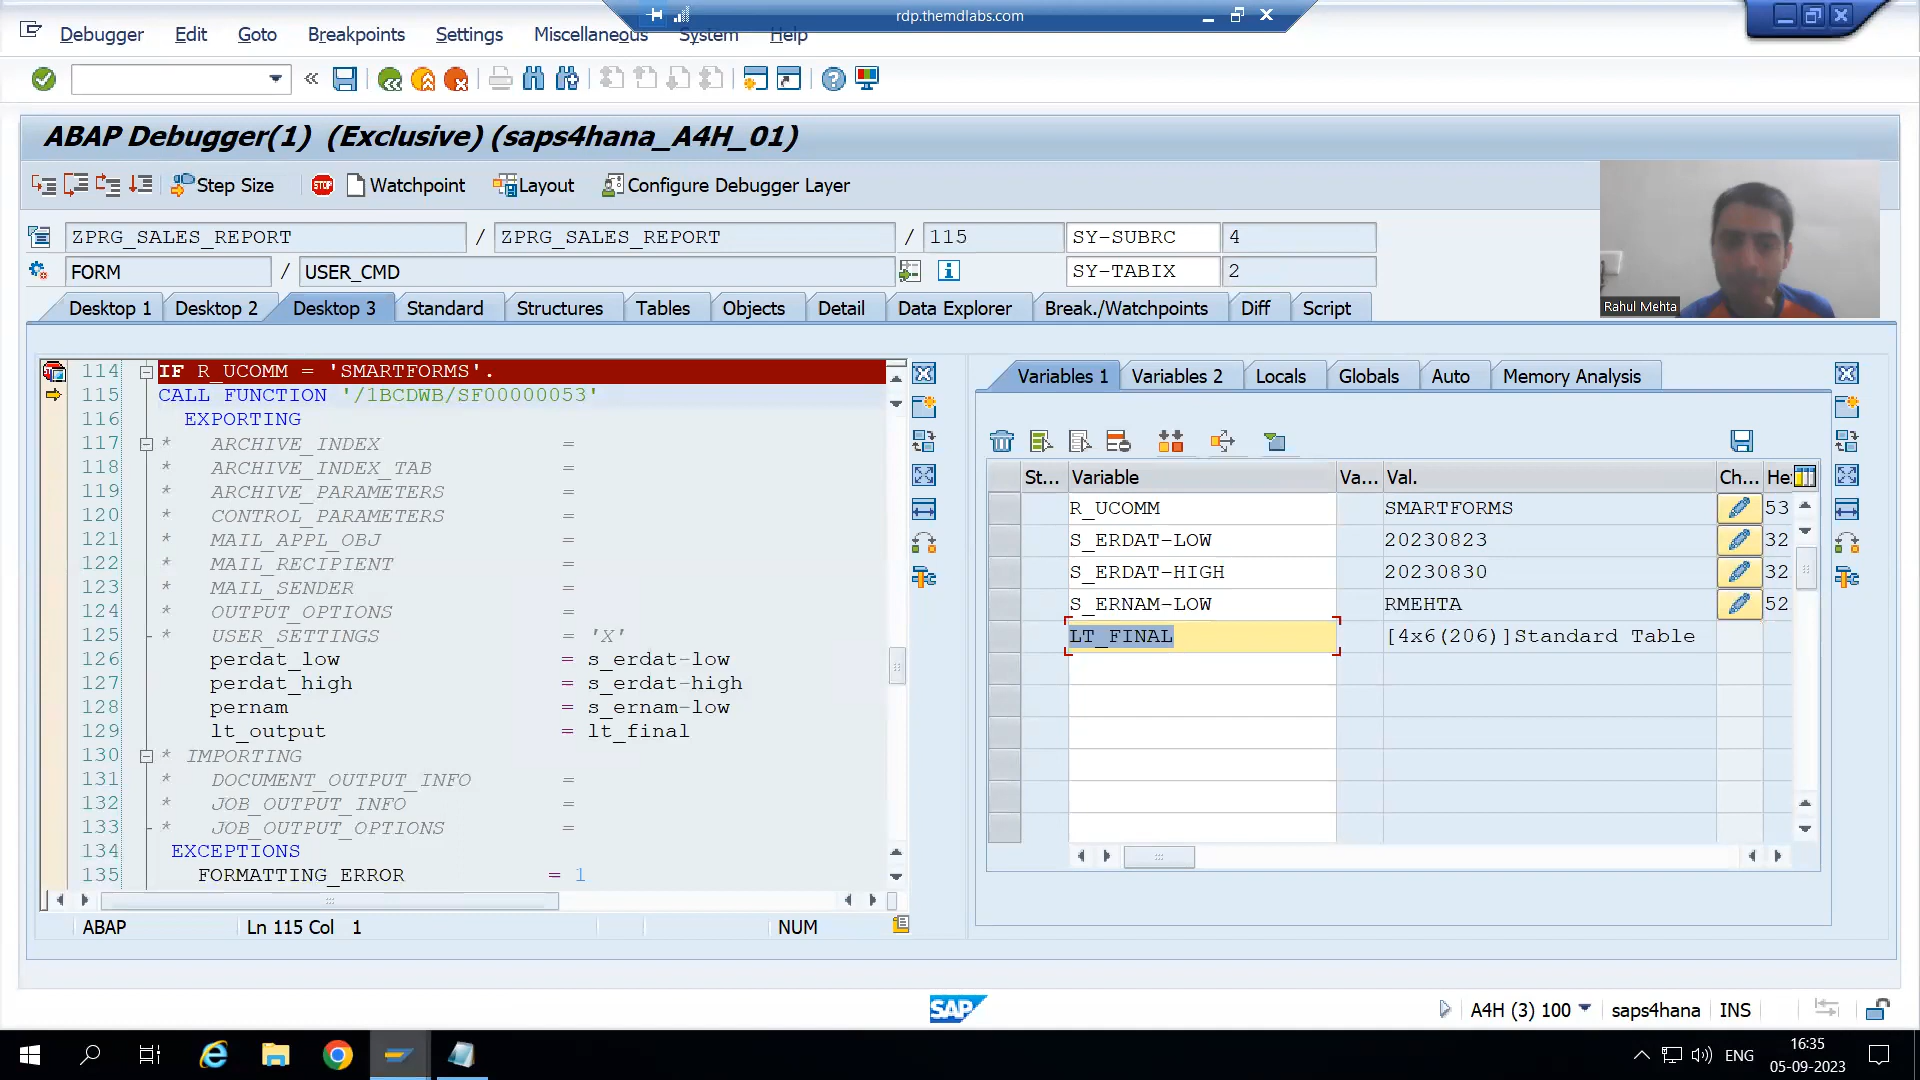 rdp.themdlabs.com
Debugger Edit Goto Breakpoints Settings Miscellaneous System Help
ABAP Debugger(1) (Exclusive) (saps4hana_A4H_01)
Step Size STOP Watchpoint Layout Configure Debugger Layer
ZPRG_SALES_REPORT / ZPRG_SALES_REPORT / 115 SY-SUBRC 4
FORM / USER_CMD SY-TABIX 2
Rahul Mehta
Desktop 1 Desktop 2 Desktop 3 Standard Structures Tables Objects Detail Data Explorer Break./Watchpoints Diff Script
114 IF R_UCOMM = 'SMARTFORMS'.
115 CALL FUNCTION '/1BCDWB/SF00000053'
116 EXPORTING
117 * ARCHIVE_INDEX =
118 * ARCHIVE_INDEX_TAB =
119 * ARCHIVE_PARAMETERS =
120 * CONTROL_PARAMETERS =
121 * MAIL_APPL_OBJ =
122 * MAIL_RECIPIENT =
123 * MAIL_SENDER =
124 * OUTPUT_OPTIONS =
125 * USER_SETTINGS = 'X'
126 perdat_low = s_erdat-low
127 perdat_high = s_erdat-high
128 pernam = s_ernam-low
129 lt_output = lt_final
130 * IMPORTING
131 * DOCUMENT_OUTPUT_INFO =
132 * JOB_OUTPUT_INFO =
133 * JOB_OUTPUT_OPTIONS =
134 EXCEPTIONS
135 FORMATTING_ERROR = 1
ABAP Ln 115 Col 1 NUM
Variables 1 Variables 2 Locals Globals Auto Memory Analysis
St... Variable Va... Val. Ch... He
R_UCOMM SMARTFORMS 53
S_ERDAT-LOW 20230823 32
S_ERDAT-HIGH 20230830 32
S_ERNAM-LOW RMEHTA 52
LT_FINAL [4x6(206)]Standard Table
SAP
A4H (3) 100 saps4hana INS
ENG
16:35
05-09-2023